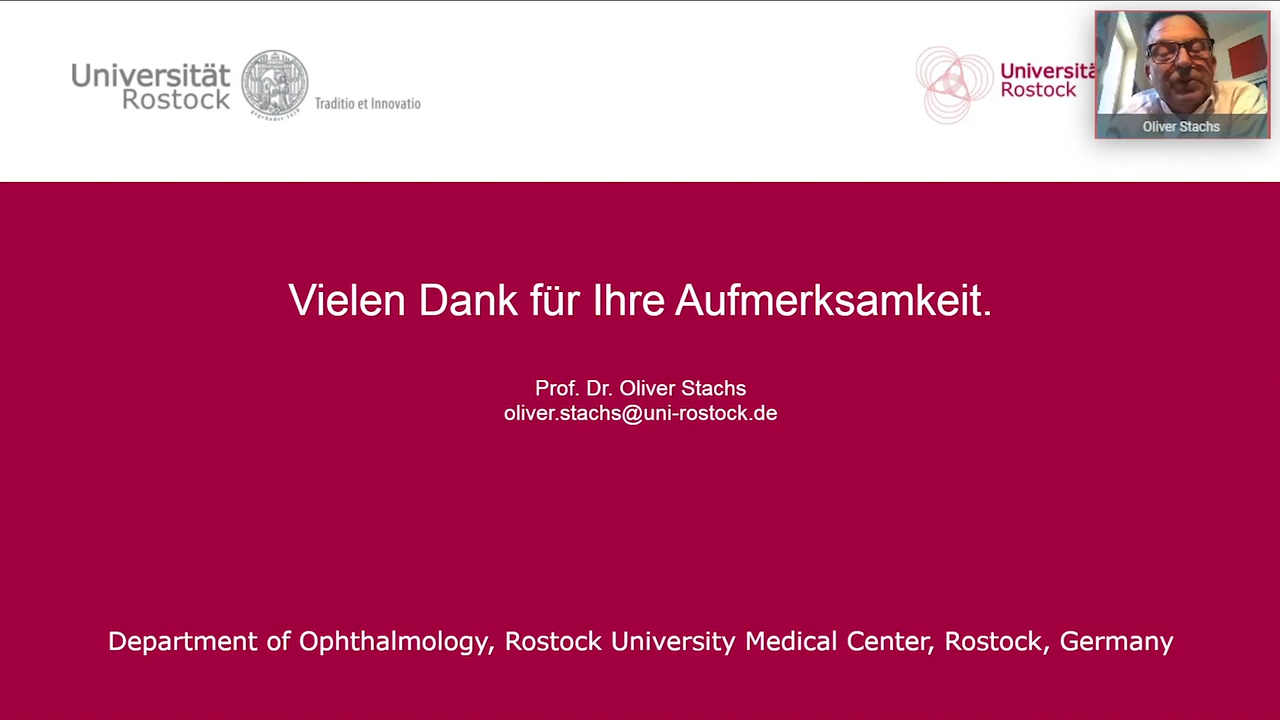 Universität
Rostock
Traditio et Innovatio
Universitä
Rostock
Oliver Stachs
Vielen Dank für Ihre Aufmerksamkeit.
Prof. Dr. Oliver Stachs
oliver.stachs@uni-rostock.de
Department of Ophthalmology, Rostock University Medical Center, Rostock, Germany